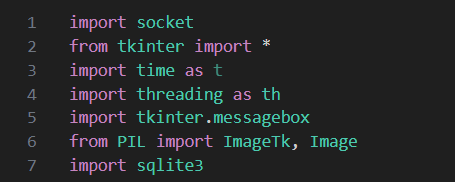 1 import socket
2 from tkinter import *
3 import time as t
4 import threading as th
5 import tkinter.messagebox
6 from PIL import ImageTk, Image
7 import sqlite3